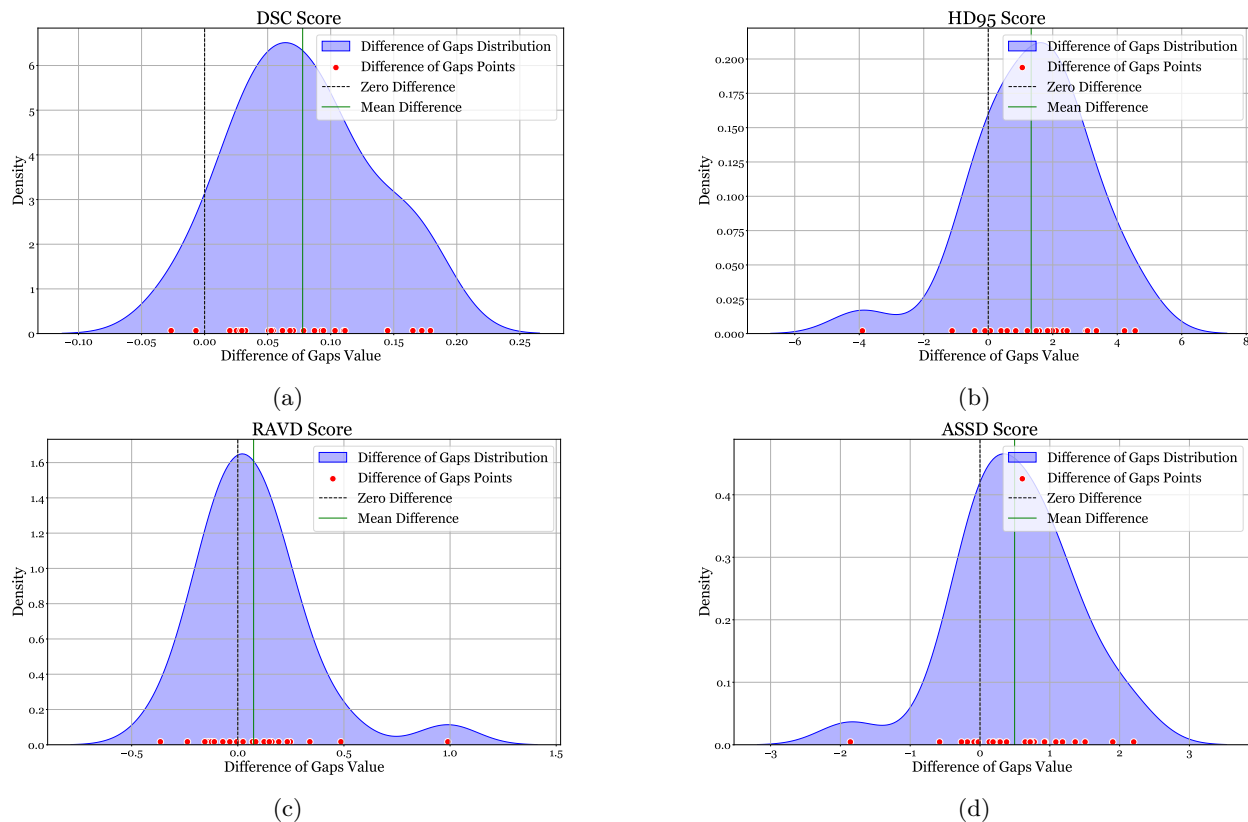 DSC Score
Difference of Gaps Distribution
Difference of Gaps Points
Zero Difference
Mean Difference
Density
6
5
4
3
2
1
0
−0.10 −0.05 0.00 0.05 0.10 0.15 0.20 0.25
Difference of Gaps Value
(a)
HD95 Score
Difference of Gaps Distribution
Difference of Gaps Points
Zero Difference
Mean Difference
Density
0.200
0.175
0.150
0.125
0.100
0.075
0.050
0.025
0.000
−6 −4 −2 0 2 4 6 8
Difference of Gaps Value
(b)
RAVD Score
Difference of Gaps Distribution
Difference of Gaps Points
Zero Difference
Mean Difference
Density
1.6
1.4
1.2
1.0
0.8
0.6
0.4
0.2
0.0
−0.5 0.0 0.5 1.0 1.5
Difference of Gaps Value
(c)
ASSD Score
Difference of Gaps Distribution
Difference of Gaps Points
Zero Difference
Mean Difference
Density
0.4
0.3
0.2
0.1
0.0
−3 −2 −1 0 1 2 3
Difference of Gaps Value
(d)